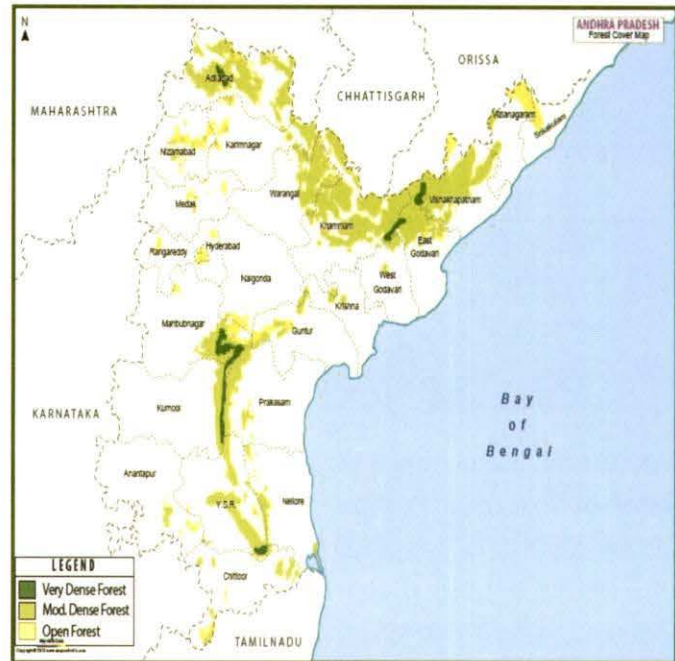 N
ANDHRA PRADESH
Forest Cover Map
ORISSA
CHHATTISGARH
MAHARASHTRA
Adilabad
Vizianagaram
Srikakulam
Nizamabad
Karimnagar
Warangal
Vishakhapatnam
Medak
Khammam
East
Godavari
Hyderabad
Rangareddy
West
Godavari
Nalgonda
Krishna
Mahbubnagar
Guntur
Kurnool
Prakasam
KARNATAKA
Bay
of
Bengal
Anantapur
Y.S.R.
Nellore
Chittoor
LEGEND
Very Dense Forest
Mod. Dense Forest
Open Forest
TAMILNADU